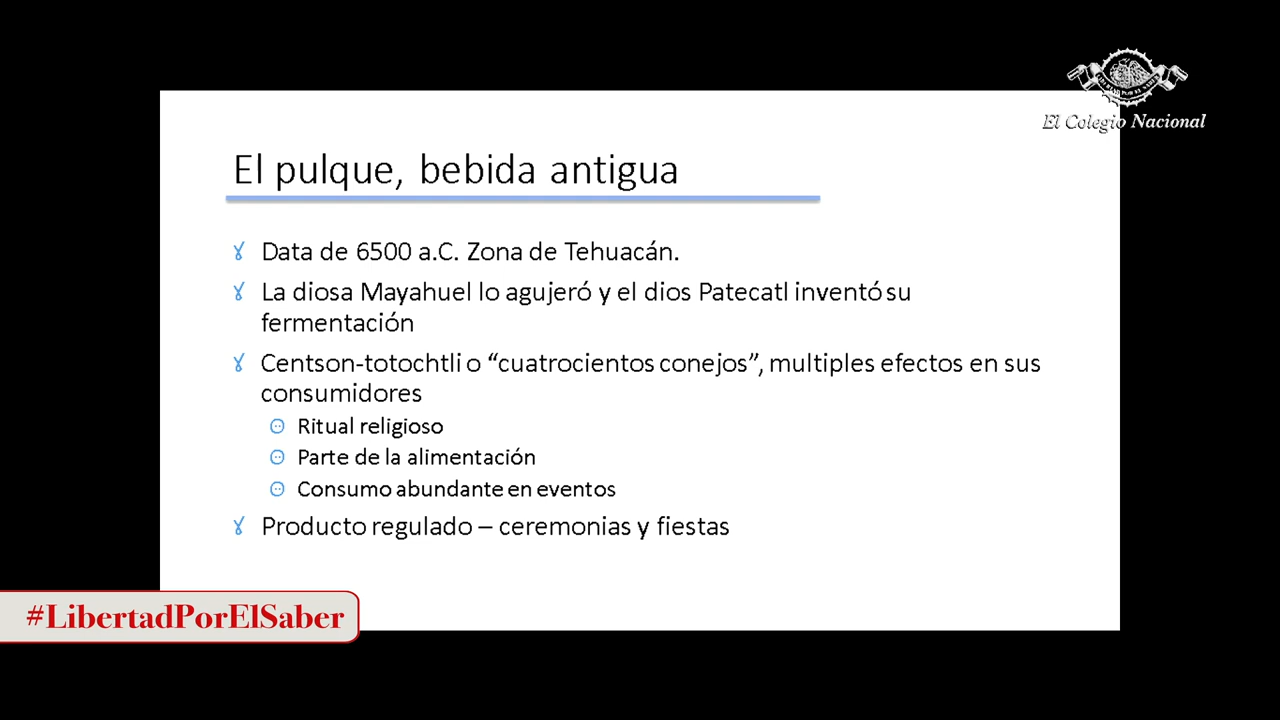 El Colegio Nacional
El pulque, bebida antigua
Data de 6500 a.C. Zona de Tehuacán.
La diosa Mayahuel lo agujeró y el dios Patecatl inventó su
fermentación
Centson-totochtli o “cuatrocientos conejos”, multiples efectos en sus
consumidores
Ritual religioso
Parte de la alimentación
Consumo abundante en eventos
Producto regulado – ceremonias y fiestas
#LibertadPorElSaber